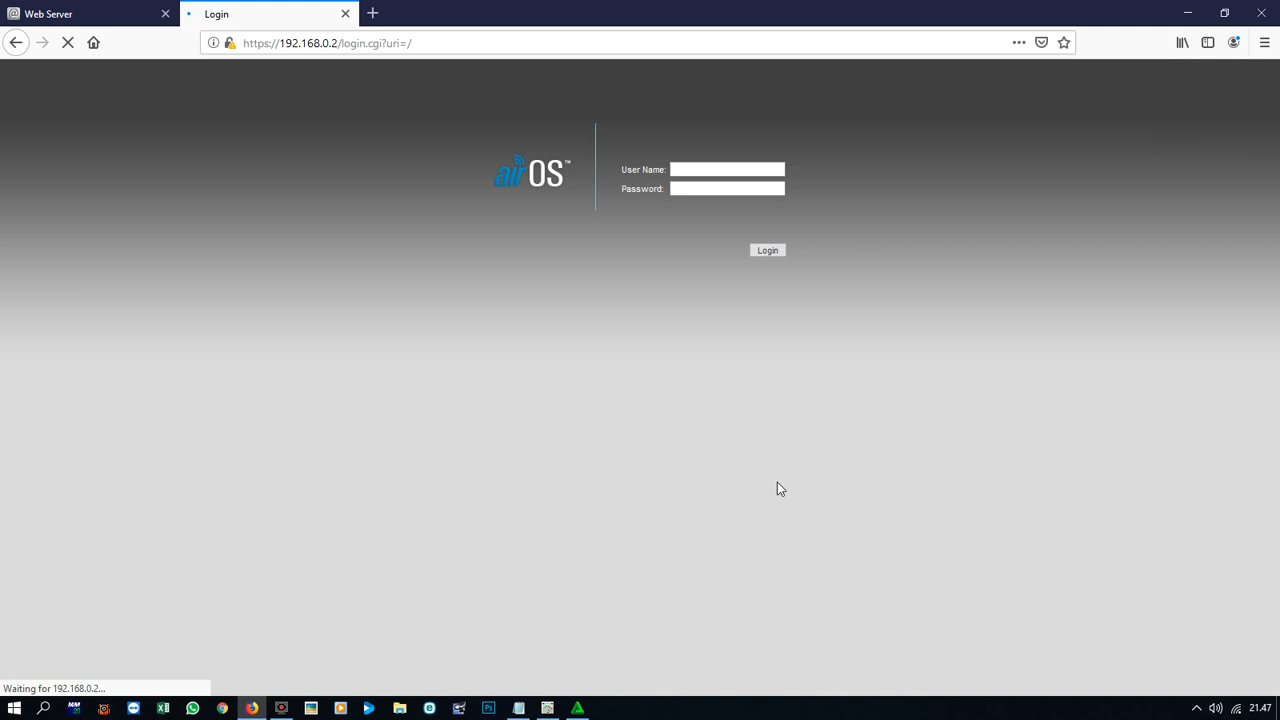 Web Server
Login
https://192.168.0.2/login.cgi?uri=/
airOS™
User Name:
Password:
Login
Waiting for 192.168.0.2...
Ps
21.47